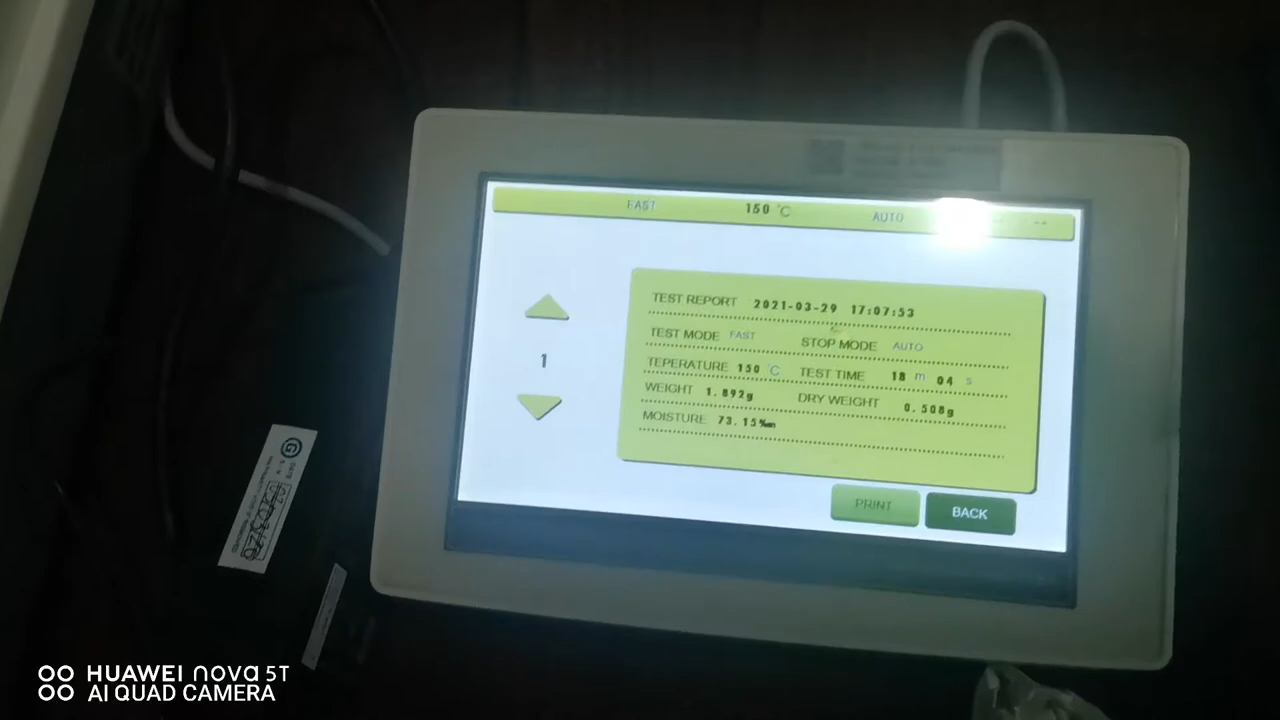 FAST 150 °C AUTO --
TEST REPORT 2021-03-29 17:07:53
TEST MODE FAST STOP MODE AUTO
TEPERATURE 150 °C TEST TIME 18 m 04 s
WEIGHT 1.892g DRY WEIGHT 0.508g
MOISTURE 73.15%m
1
PRINT BACK
HUAWEI nova 5T
AI QUAD CAMERA